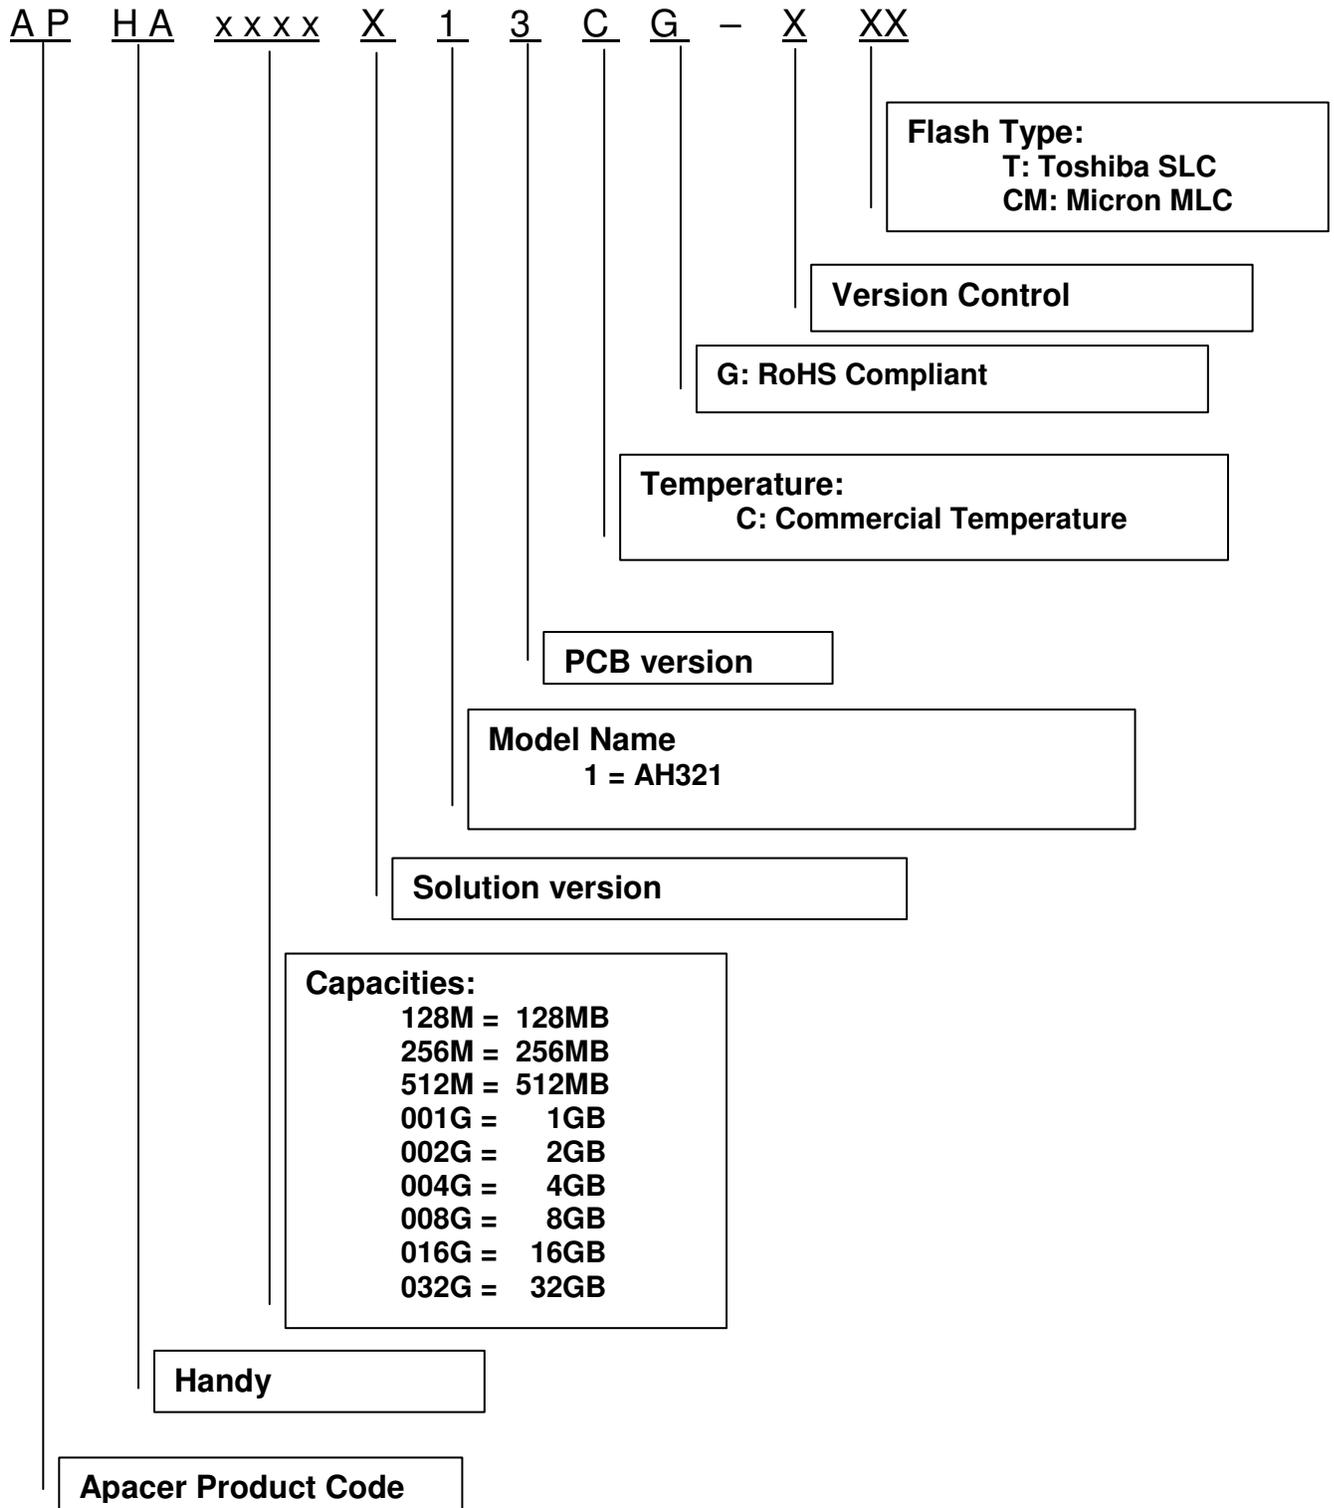 AP HA xxxx X 1 3 C G – X XX
Flash Type:
T: Toshiba SLC
CM: Micron MLC
Version Control
G: RoHS Compliant
Temperature:
C: Commercial Temperature
PCB version
Model Name
1 = AH321
Solution version
Capacities:
128M = 128MB
256M = 256MB
512M = 512MB
001G = 1GB
002G = 2GB
004G = 4GB
008G = 8GB
016G = 16GB
032G = 32GB
Handy
Apacer Product Code